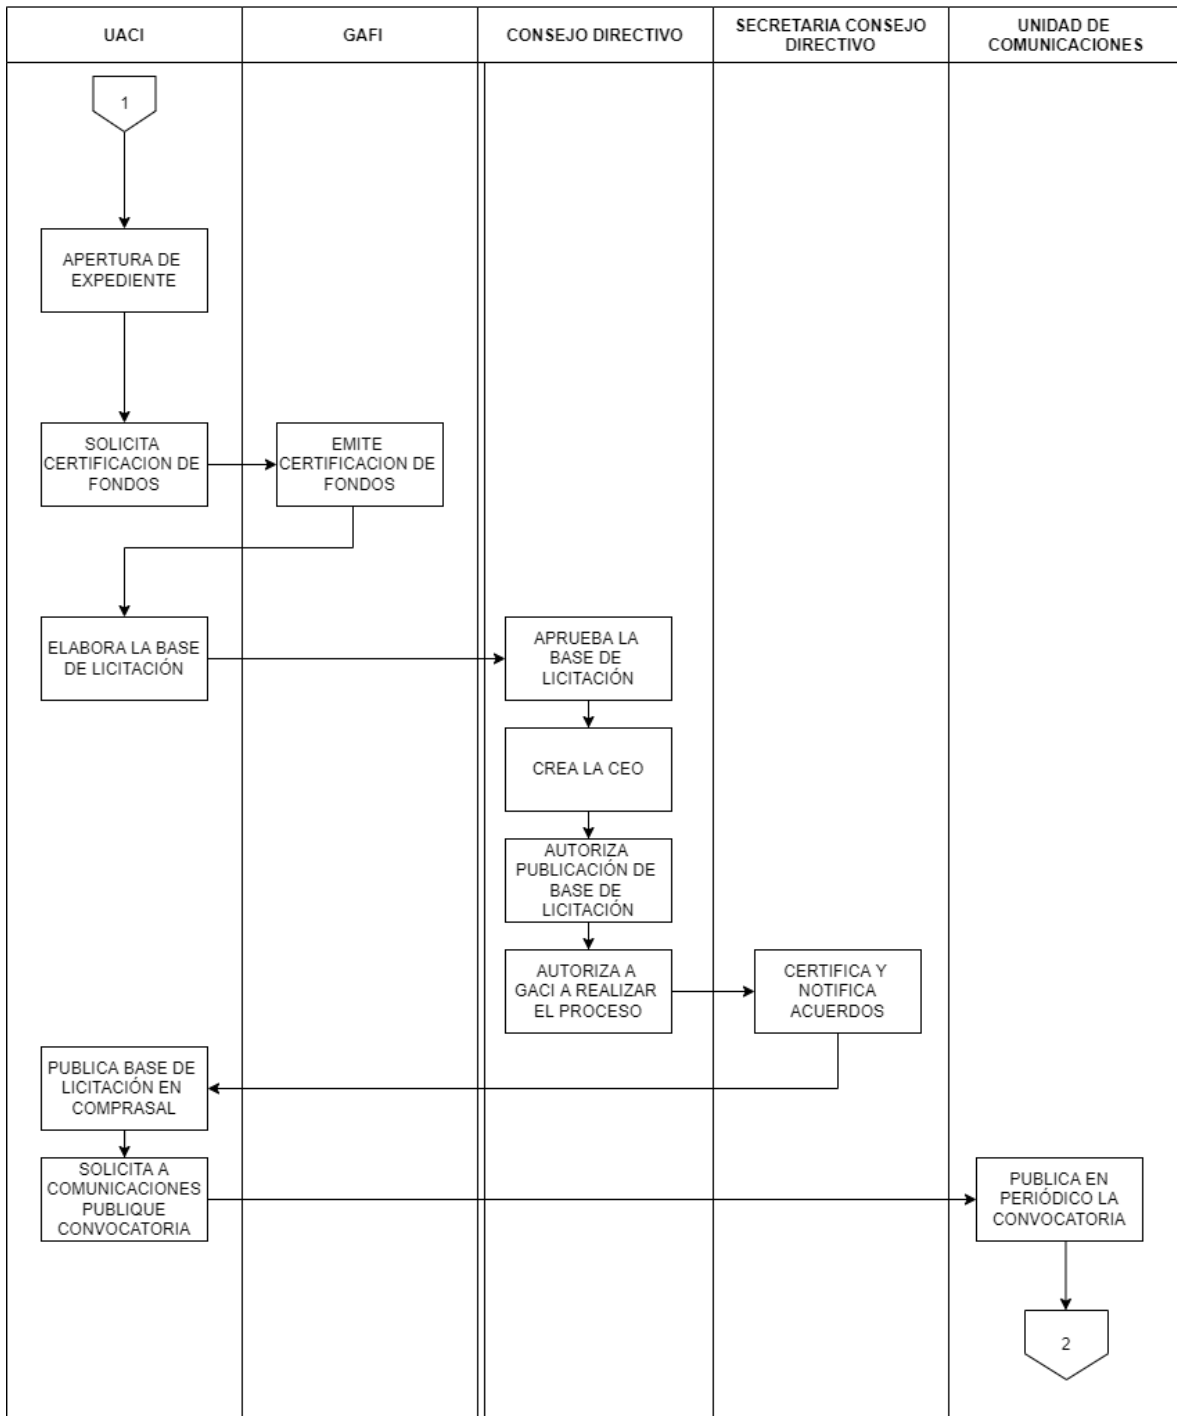 UACI
GAFI
CONSEJO DIRECTIVO
SECRETARIA CONSEJO
DIRECTIVO
UNIDAD DE
COMUNICACIONES
1
APERTURA DE
EXPEDIENTE
SOLICITA
CERTIFICACION DE
FONDOS
EMITE
CERTIFICACION DE
FONDOS
ELABORA LA BASE
DE LICITACIÓN
APRUEBA LA
BASE DE
LICITACIÓN
CREA LA CEO
AUTORIZA
PUBLICACIÓN DE
BASE DE
LICITACIÓN
AUTORIZA A
GACI A REALIZAR
EL PROCESO
CERTIFICA Y
NOTIFICA
ACUERDOS
PUBLICA BASE DE
LICITACIÓN EN
COMPRASAL
SOLICITA A
COMUNICACIONES
PUBLIQUE
CONVOCATORIA
PUBLICA EN
PERIÓDICO LA
CONVOCATORIA
2